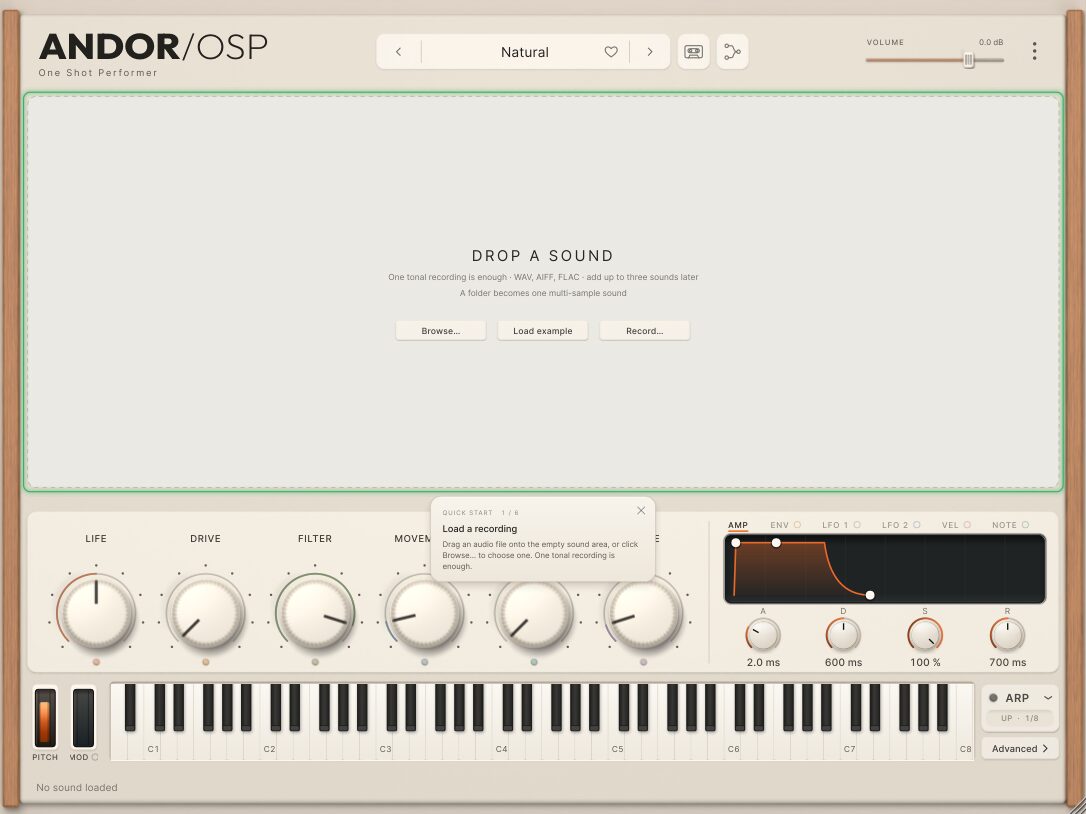 ANDOR/OSP
One Shot Performer
Natural
VOLUME 0.0 dB
DROP A SOUND
One tonal recording is enough · WAV, AIFF, FLAC · add up to three sounds later
A folder becomes one multi-sample sound
Browse... Load example Record...
QUICK START 1 / 6
Load a recording
Drag an audio file onto the empty sound area, or click
Browse... to choose one. One tonal recording is
enough.
LIFE DRIVE FILTER
AMP ENV LFO 1 LFO 2 VEL NOTE
A D S R
2.0 ms 600 ms 100 % 700 ms
PITCH MOD
C1 C2 C3 C4 C5 C6 C7 C8
ARP
UP · 1/8
Advanced
No sound loaded